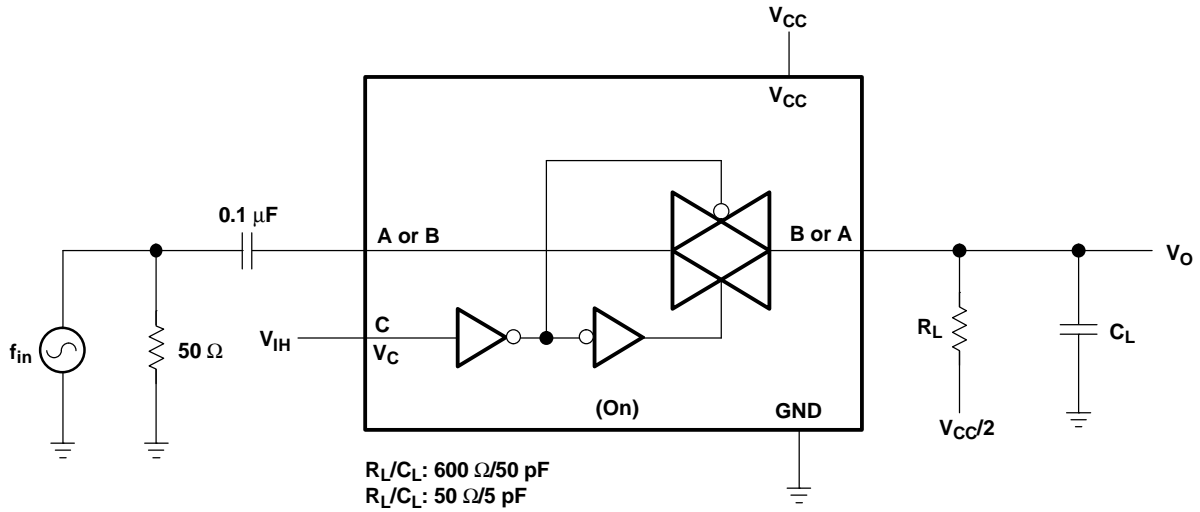 VCC
VCC
0.1 μF
A or B
B or A
VO
fin
50 Ω
VIH
C
VC
RL
CL
(On)
GND
VCC/2
RL/CL: 600 Ω/50 pF
RL/CL: 50 Ω/5 pF